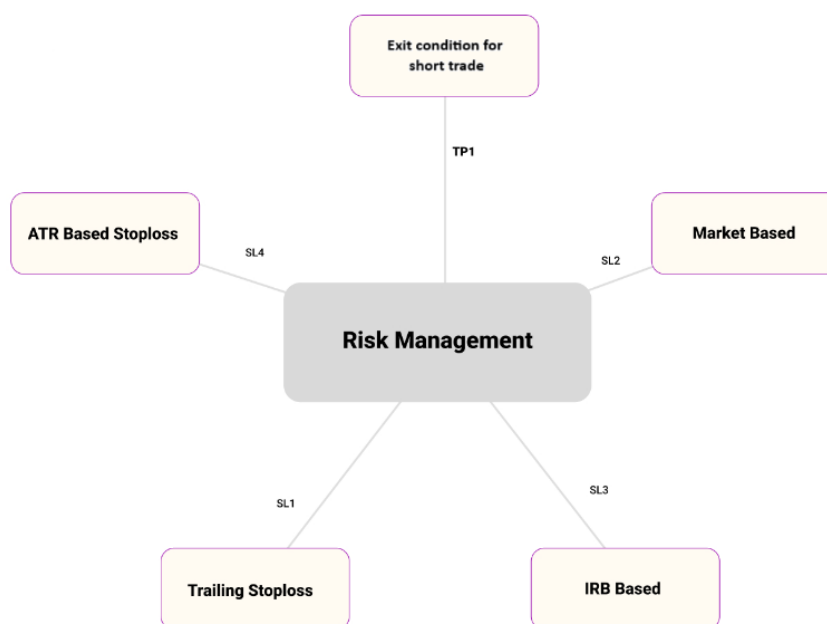 Exit condition for
short trade
TP1
ATR Based Stoploss
SL4
Market Based
SL2
Risk Management
SL1
SL3
Trailing Stoploss
IRB Based